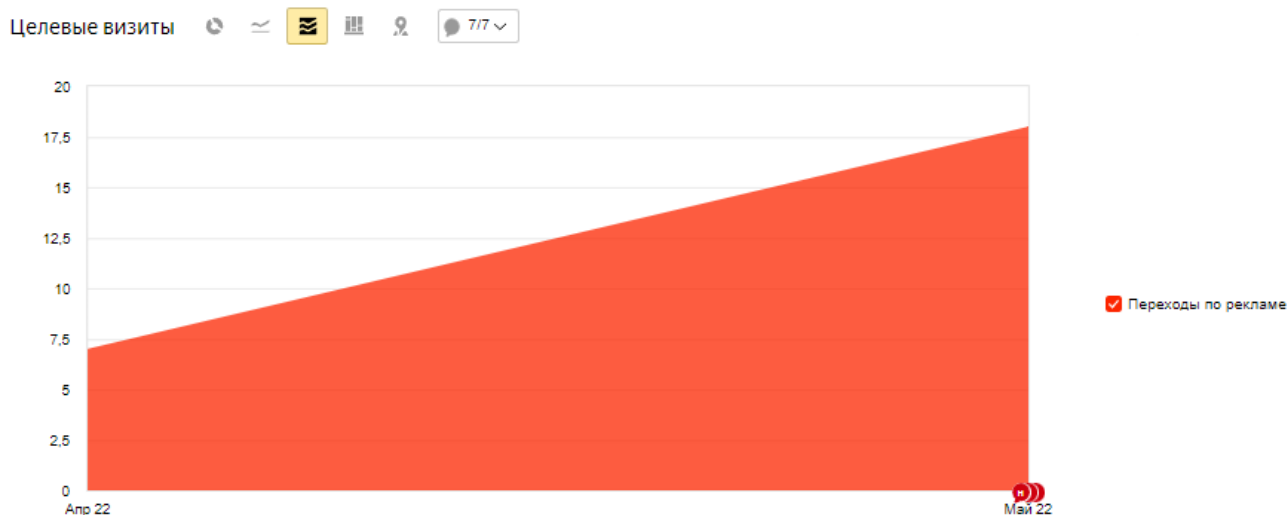 Целевые визиты 7/7
20
17,5
15
12,5
10
Переходы по рекламе
7,5
5
2,5
0
н
Апр 22 Май 22